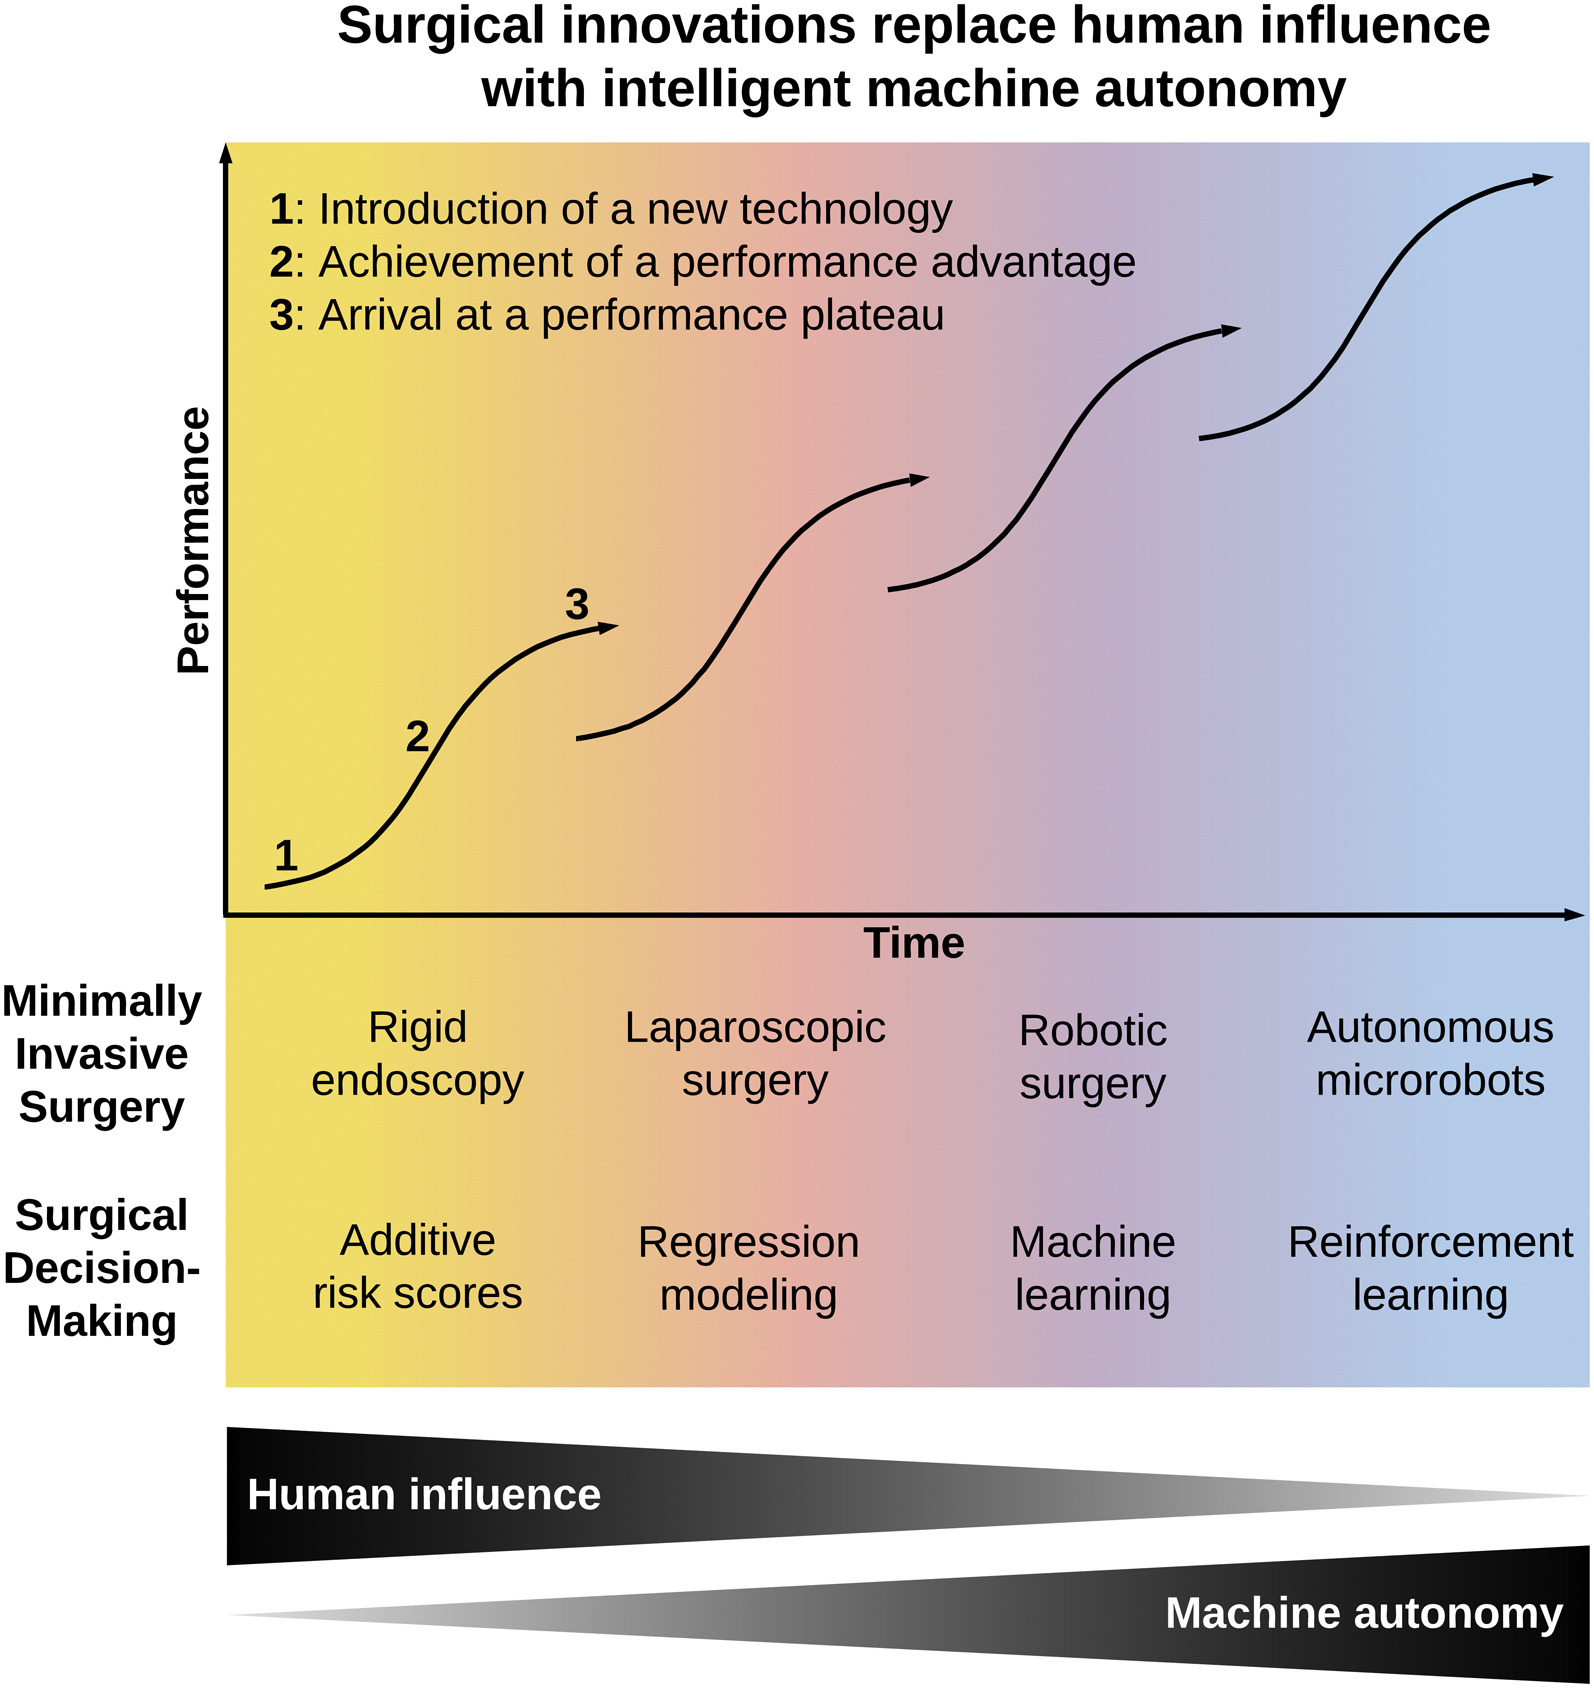 Surgical innovations replace human influence
with intelligent machine autonomy
1: Introduction of a new technology
2: Achievement of a performance advantage
3: Arrival at a performance plateau
Performance
3
2
1
Time
Minimally
Invasive
Surgery
Rigid
endoscopy
Laparoscopic
surgery
Robotic
surgery
Autonomous
microrobots
Surgical
Decision-
Making
Additive
risk scores
Regression
modeling
Machine
learning
Reinforcement
learning
Human influence
Machine autonomy